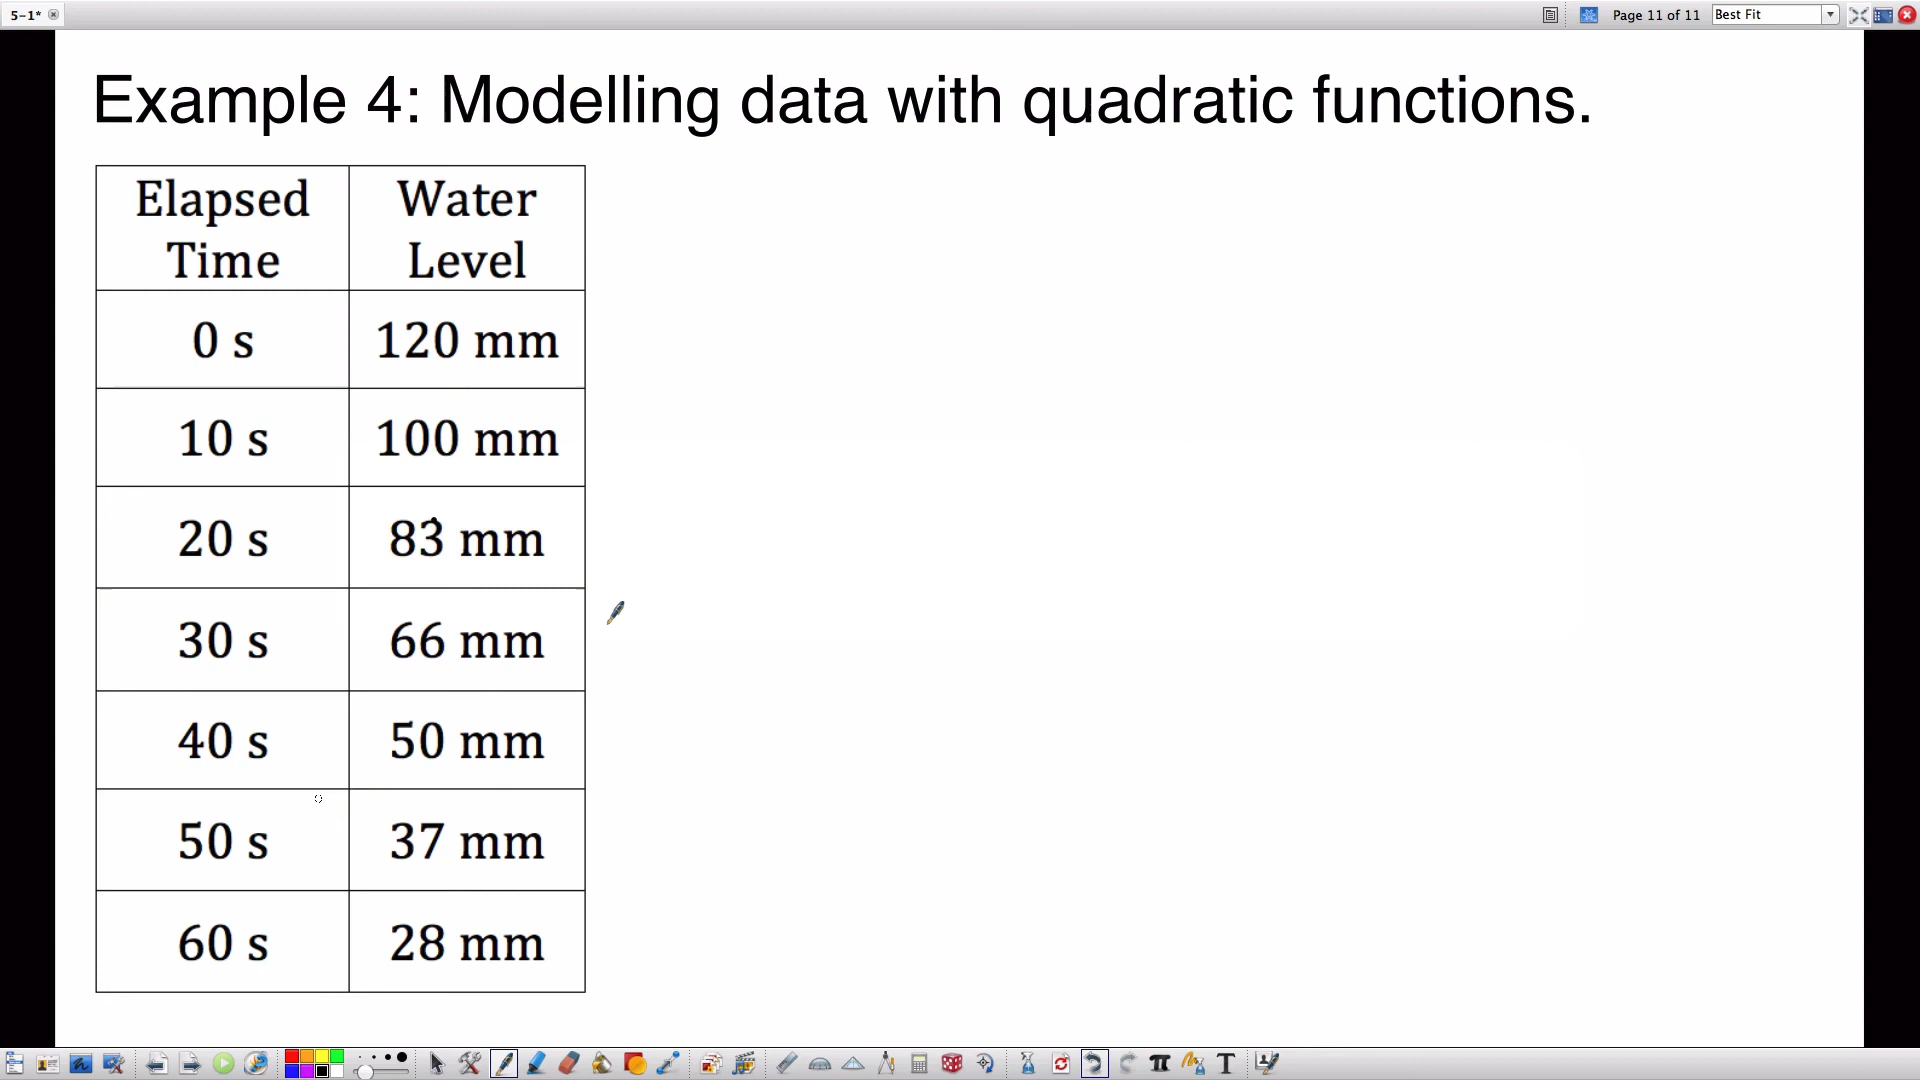 5-1*
Page 11 of 11
Best Fit
Example 4: Modelling data with quadratic functions.
Elapsed Time
Water Level
0 s
120 mm
10 s
100 mm
20 s
83 mm
30 s
66 mm
40 s
50 mm
50 s
37 mm
60 s
28 mm